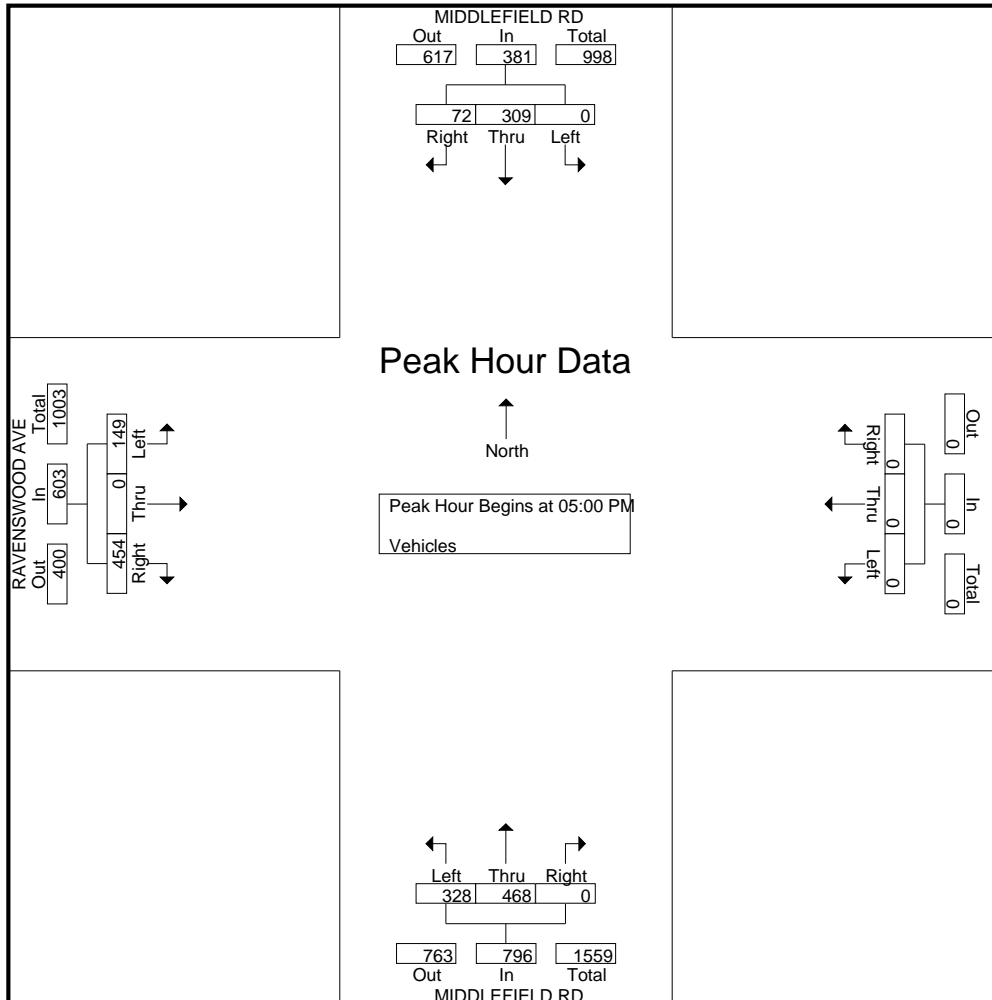 MIDDLEFIELD RD
Out In Total
617 381 998
72 309 0
Right Thru Left
Peak Hour Data
North
Peak Hour Begins at 05:00 PM
Vehicles
RAVENSWOOD AVE
Out In Total
400 603 1003
Right Thru Left
454 0 149
Out In Total
0 0 0
Right Thru Left
0 0 0
Left Thru Right
328 468 0
763 796 1559
Out In Total
MIDDLEFIELD RD